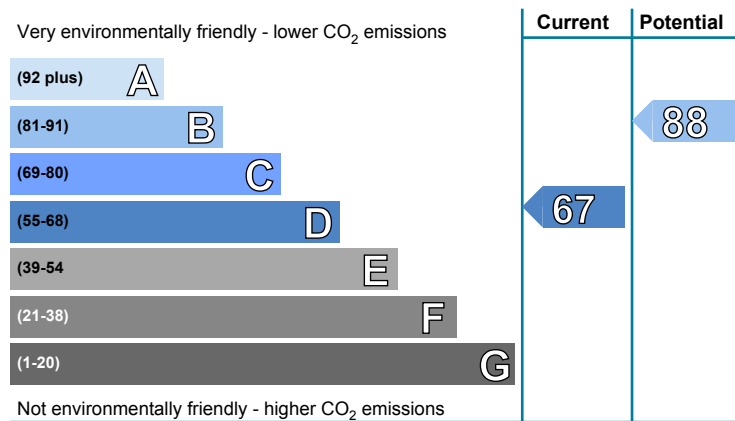 Current Potential
Very environmentally friendly - lower CO2 emissions
(92 plus) A
(81-91) B
88
(69-80) C
(55-68) D
67
(39-54 E
(21-38) F
(1-20) G
Not environmentally friendly - higher CO2 emissions